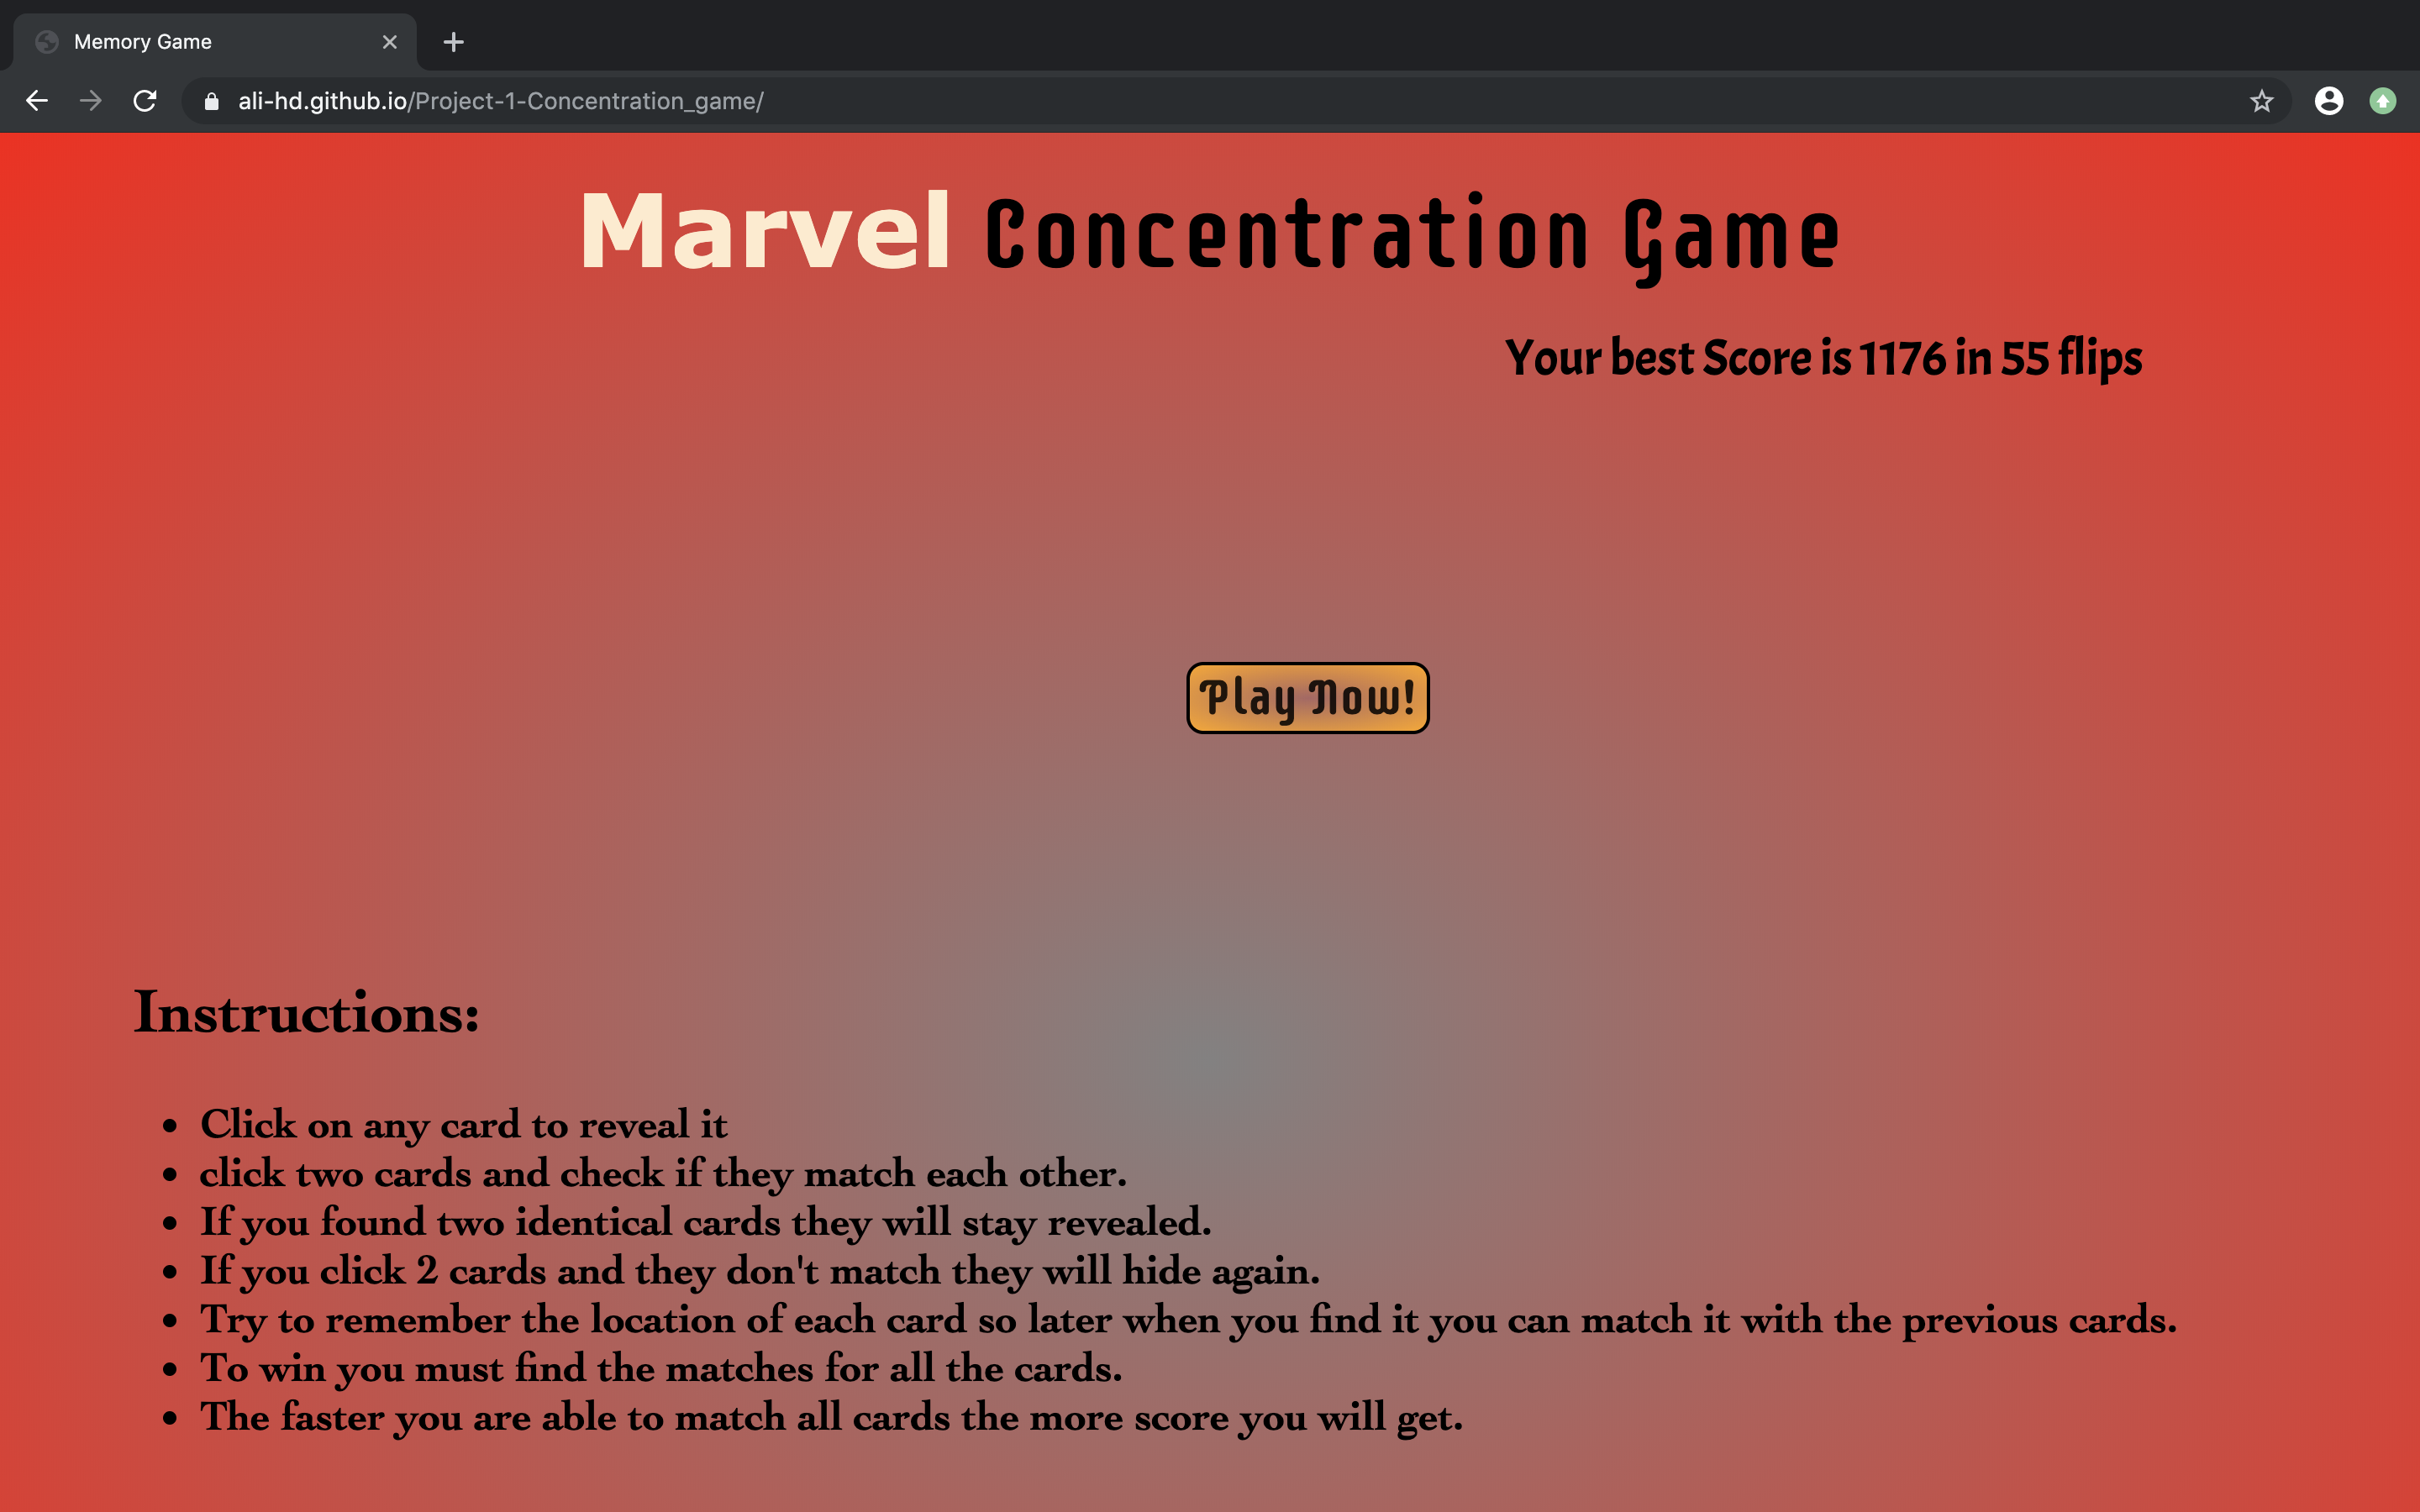 Memory Game
ali-hd.github.io/Project-1-Concentration_game/
Marvel Concentration Game
Your best Score is 1176 in 55 flips
Play Now!
Instructions:
• Click on any card to reveal it
• click two cards and check if they match each other.
• If you found two identical cards they will stay revealed.
• If you click 2 cards and they don't match they will hide again.
• Try to remember the location of each card so later when you find it you can match it with the previous cards.
• To win you must find the matches for all the cards.
• The faster you are able to match all cards the more score you will get.